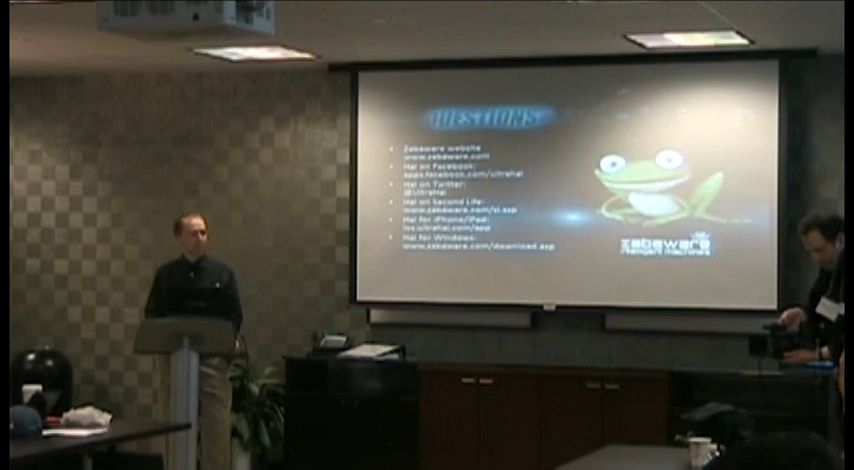 QUESTIONS
• Zabaware website
www.zabaware.com
• Hal on Facebook:
apps.facebook.com/ultrahal
• Hal on Twitter:
@UltraHal
• Hal on Second Life:
www.zabaware.com/sl.asp
• Hal for iPhone/iPad:
ios.ultrahal.com/app
• Hal for Windows:
www.zabaware.com/download.asp
zabaware
intelligent machines